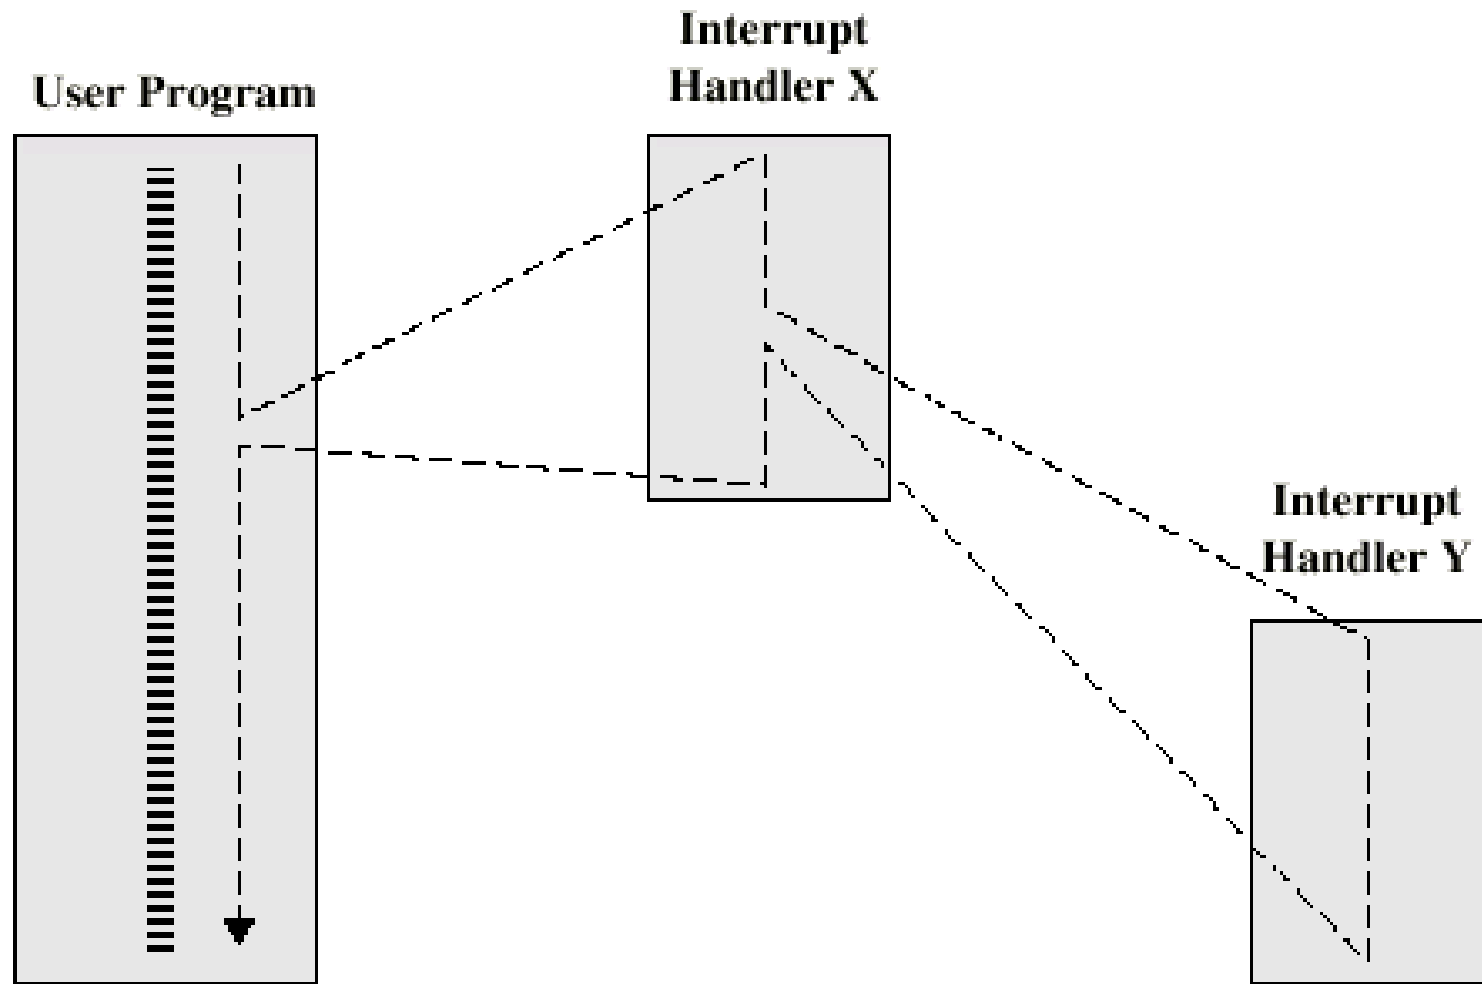 User Program
Interrupt
Handler X
Interrupt
Handler Y